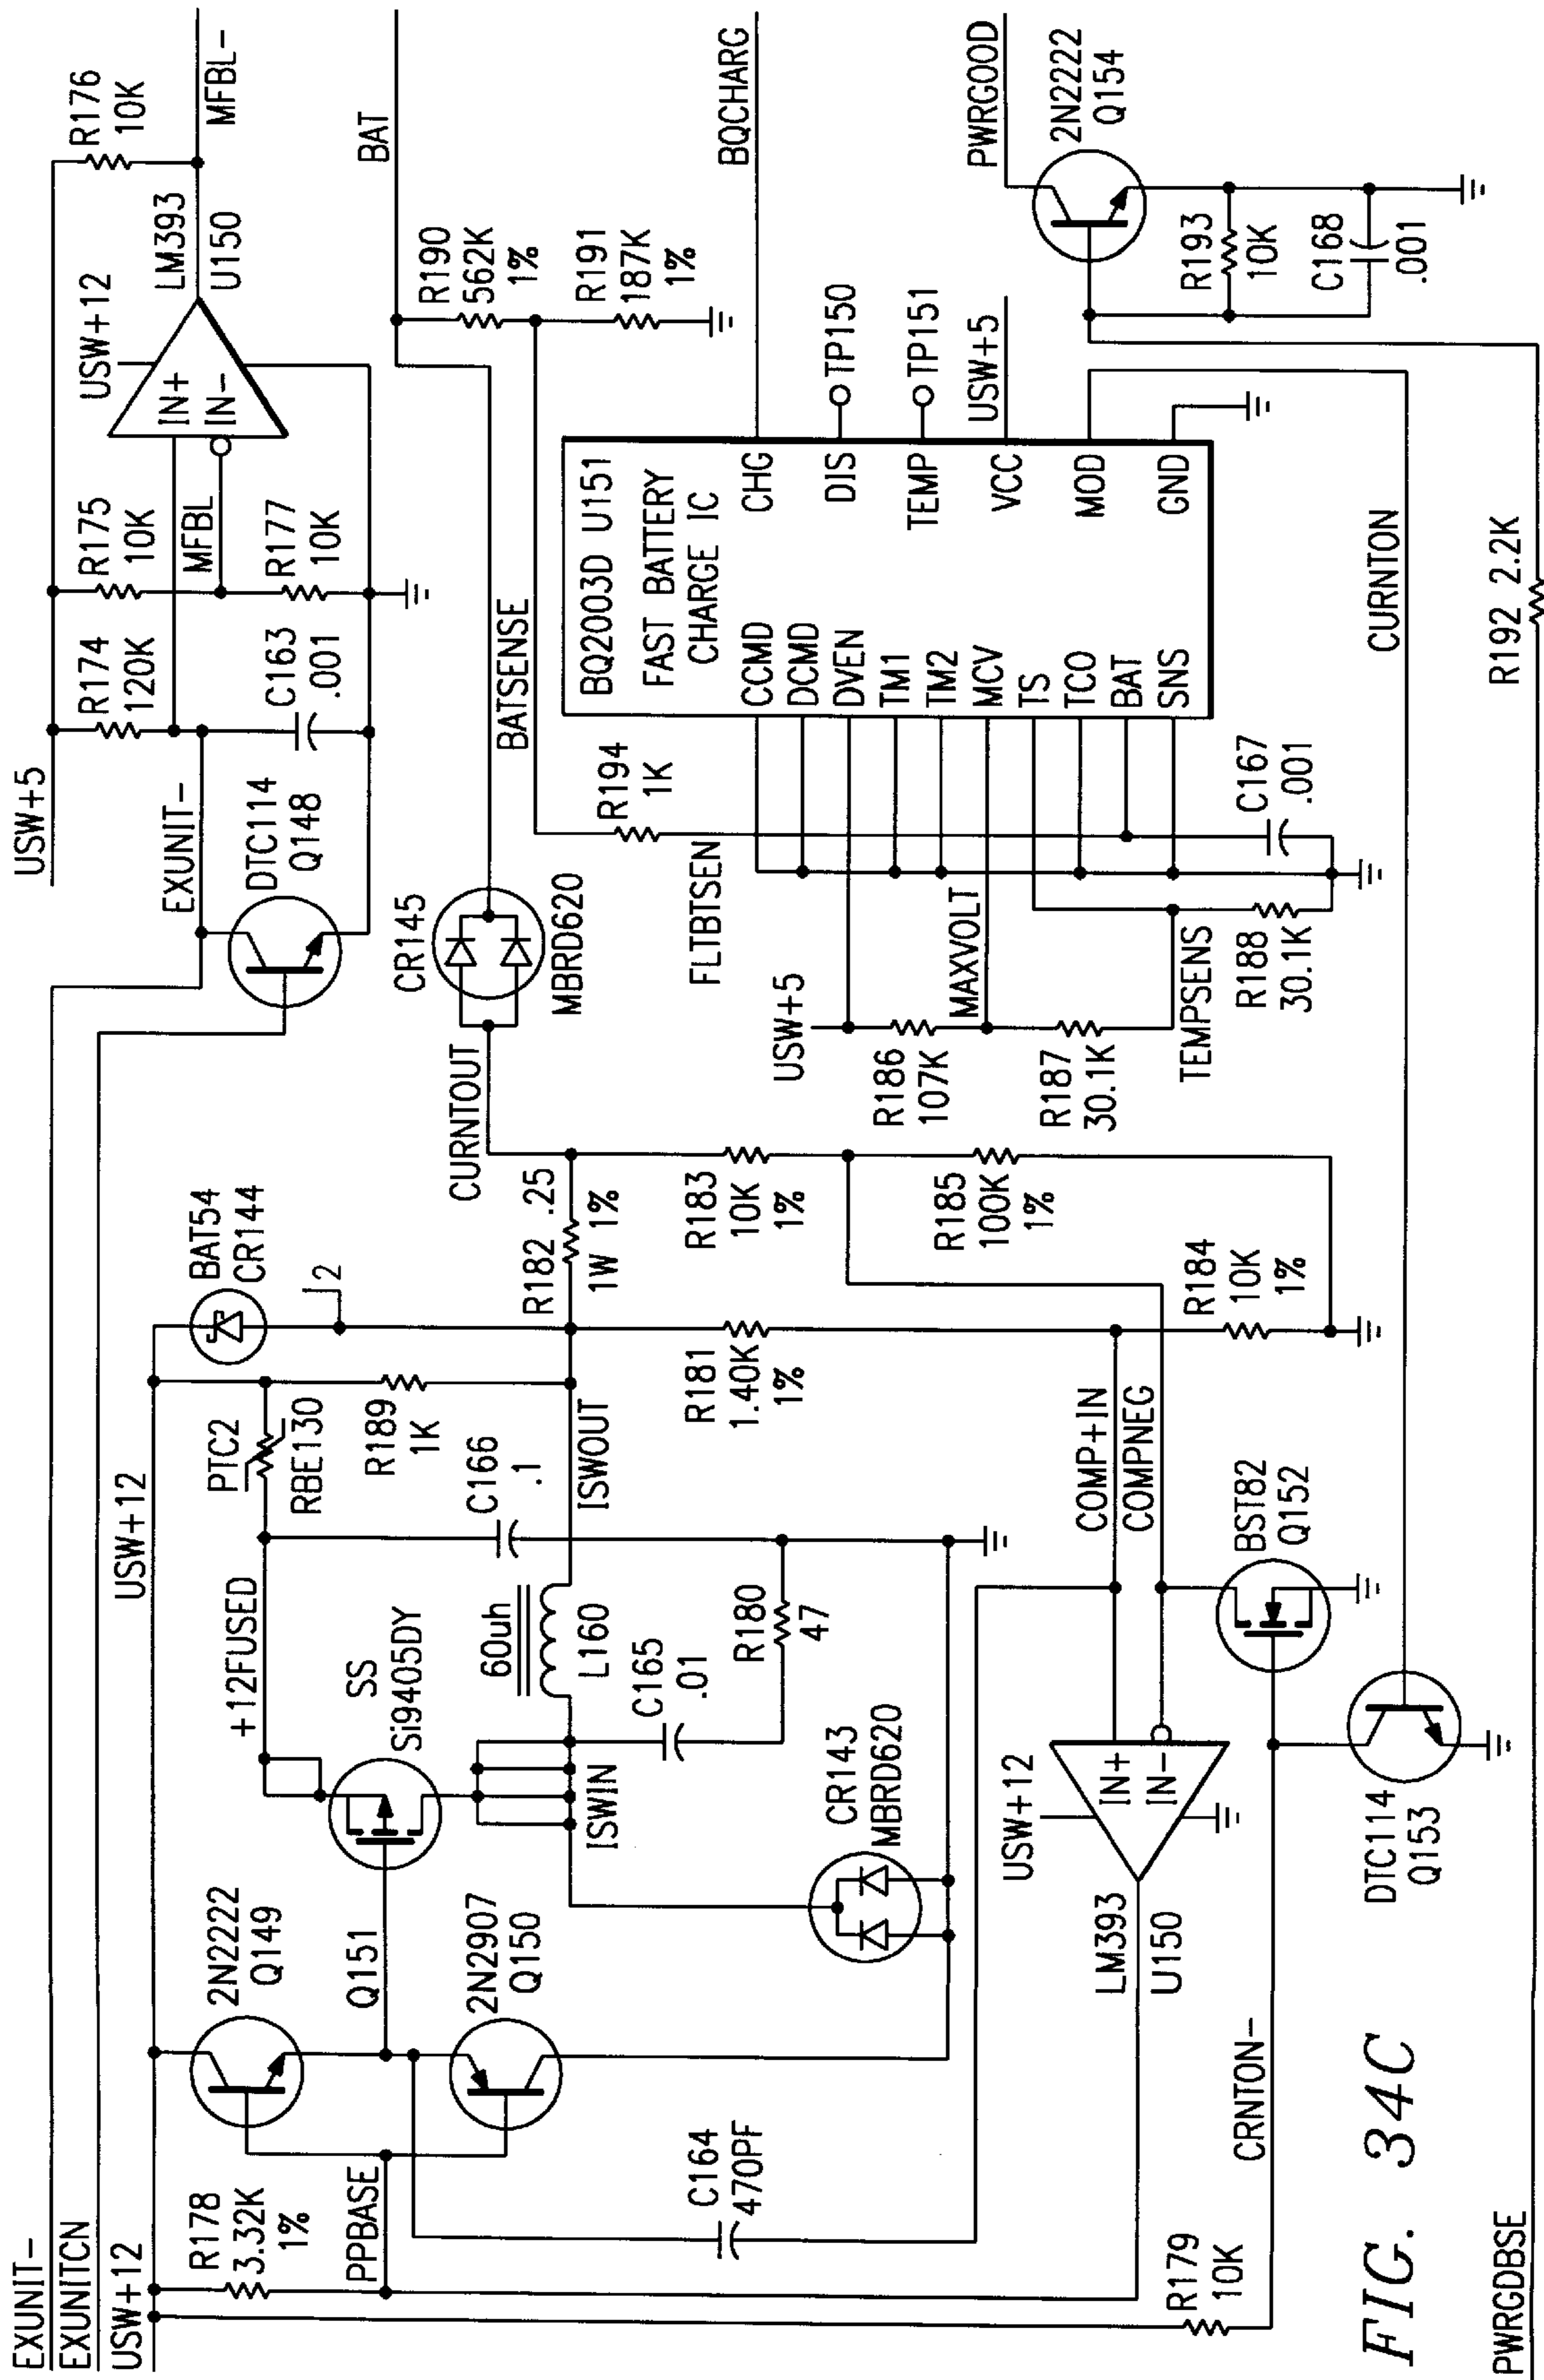 EXUNIT-
EXUNITCN
USW+12
R178
3.32K
1%
PPBASE
2N2222
Q149
Q151
2N2907
Q150
C164
470PF
R179
10K
CRNTON-
PWRGDBSE
USW+12
+12FUSED
SS
Si9405DY
ISWIN
60uh
L160
C165
.01
R180
47
CR143
MBRD620
USW+12
IN+
IN-
LM393
U150
DTC114
Q153
BST82
Q152
PTC2
RBE130
R189
1K
C166
.1
ISWOUT
BAT54
CR144
J2
R182 .25
1W 1%
R181
1.40K
1%
COMP+IN
COMPNEG
R184
10K
1%
CURNTOUT
R183
10K
1%
R185
100K
1%
USW+5
EXUNIT-
DTC114
Q148
R174
120K
C163
.001
R175
10K
MFBL
R177
10K
USW+12
IN+
IN-
LM393
U150
R176
10K
MFBL-
CR145
MBRD620
BATSENSE
BAT
R190
562K
1%
R191
187K
1%
FLTBTSEN
R194
1K
USW+5
R186
107K
MAXVOLT
R187
30.1K
TEMPSENS
R188
30.1K
C167
.001
BQ2003D U151
FAST BATTERY
CHARGE IC
CCMD
DCMD
DVEN
TM1
TM2
MCV
TS
TCO
BAT
SNS
CHG
DIS
TEMP
VCC
MOD
GND
BQCHARG
TP150
TP151
USW+5
CURNTON
R192 2.2K
PWRGOOD
2N2222
Q154
R193
10K
C168
.001
FIG. 34C